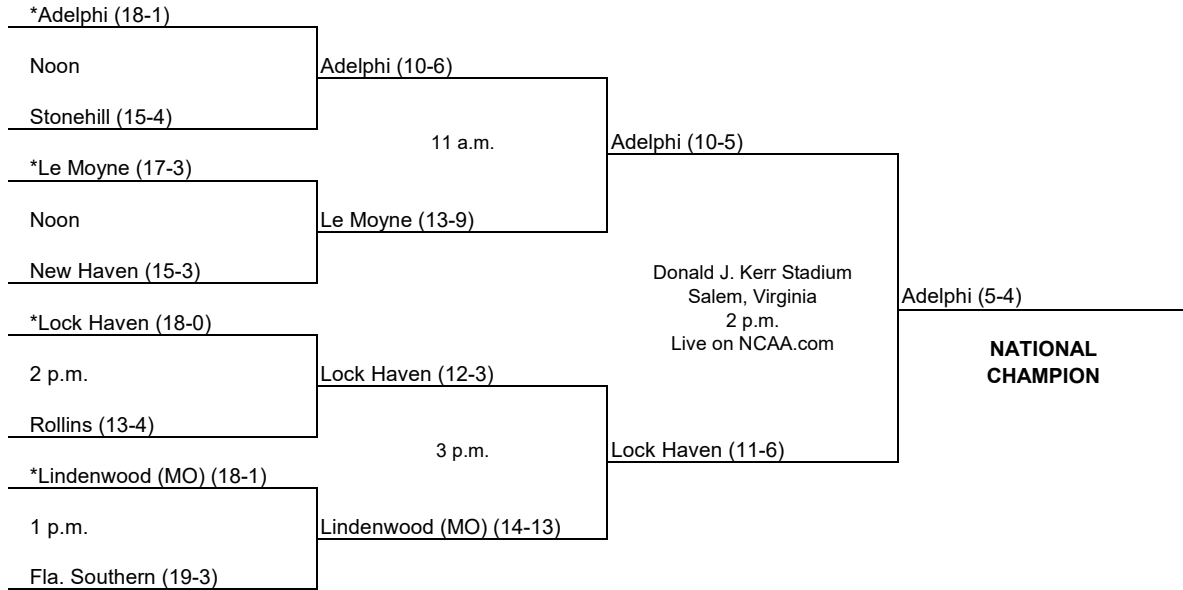 *Adelphi (18-1)
Noon
Adelphi (10-6)
Stonehill (15-4)
11 a.m.
Adelphi (10-5)
*Le Moyne (17-3)
Noon
Le Moyne (13-9)
New Haven (15-3)
Donald J. Kerr Stadium
Salem, Virginia
2 p.m.
Live on NCAA.com
Adelphi (5-4)
NATIONAL
CHAMPION
*Lock Haven (18-0)
2 p.m.
Lock Haven (12-3)
Rollins (13-4)
3 p.m.
Lock Haven (11-6)
*Lindenwood (MO) (18-1)
1 p.m.
Lindenwood (MO) (14-13)
Fla. Southern (19-3)